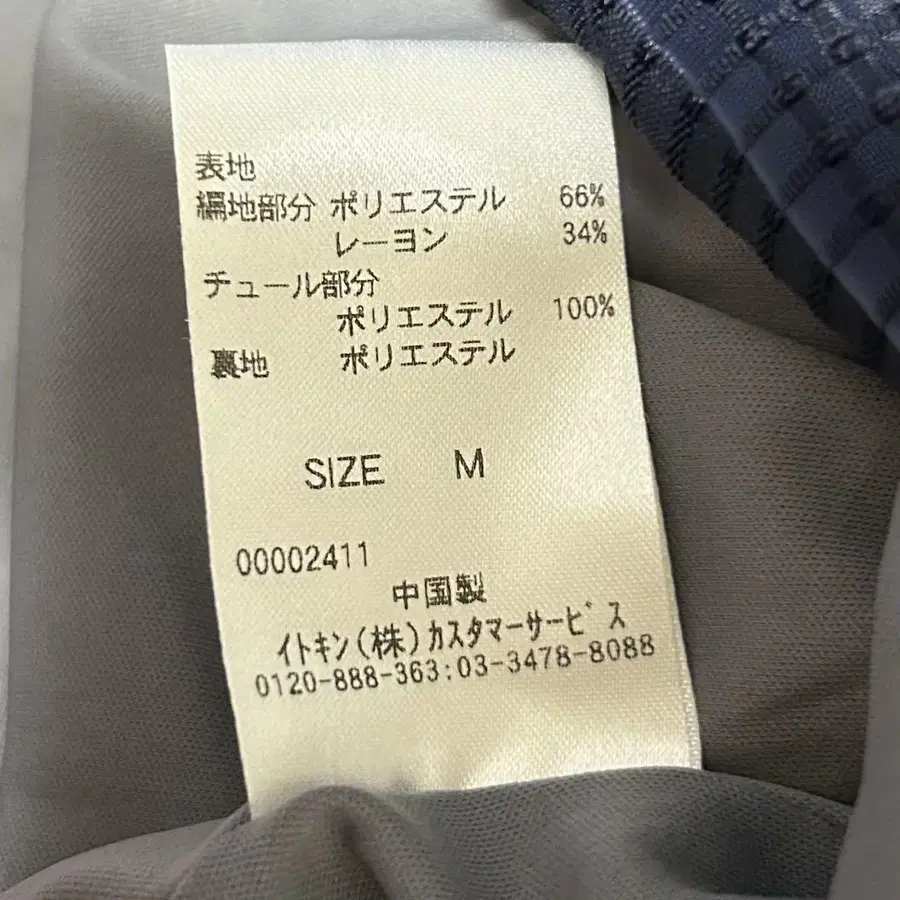 表地
編地部分 ポリエステル 66%
レーヨン 34%
チュール部分
ポリエステル 100%
裏地 ポリエステル
SIZE M
00002411
中国製
イトキン(株)カスタマーサービス
0120-888-363:03-3478-8088